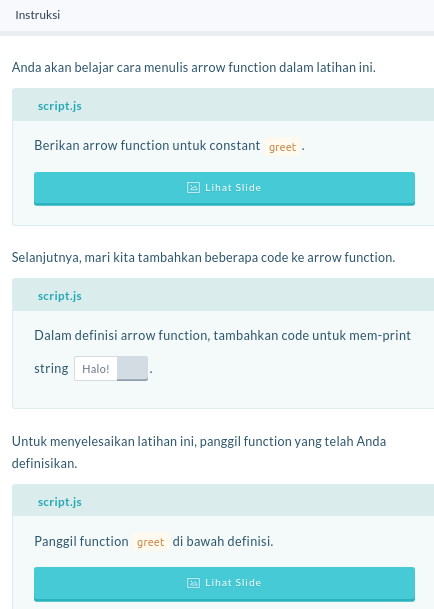 Instruksi
Anda akan belajar cara menulis arrow function dalam latihan ini.
script.js
Berikan arrow function untuk constant greet .
Lihat Slide
Selanjutnya, mari kita tambahkan beberapa code ke arrow function.
script.js
Dalam definisi arrow function, tambahkan code untuk mem-print
string Halo! .
Untuk menyelesaikan latihan ini, panggil function yang telah Anda
definisikan.
script.js
Panggil function greet di bawah definisi.
Lihat Slide